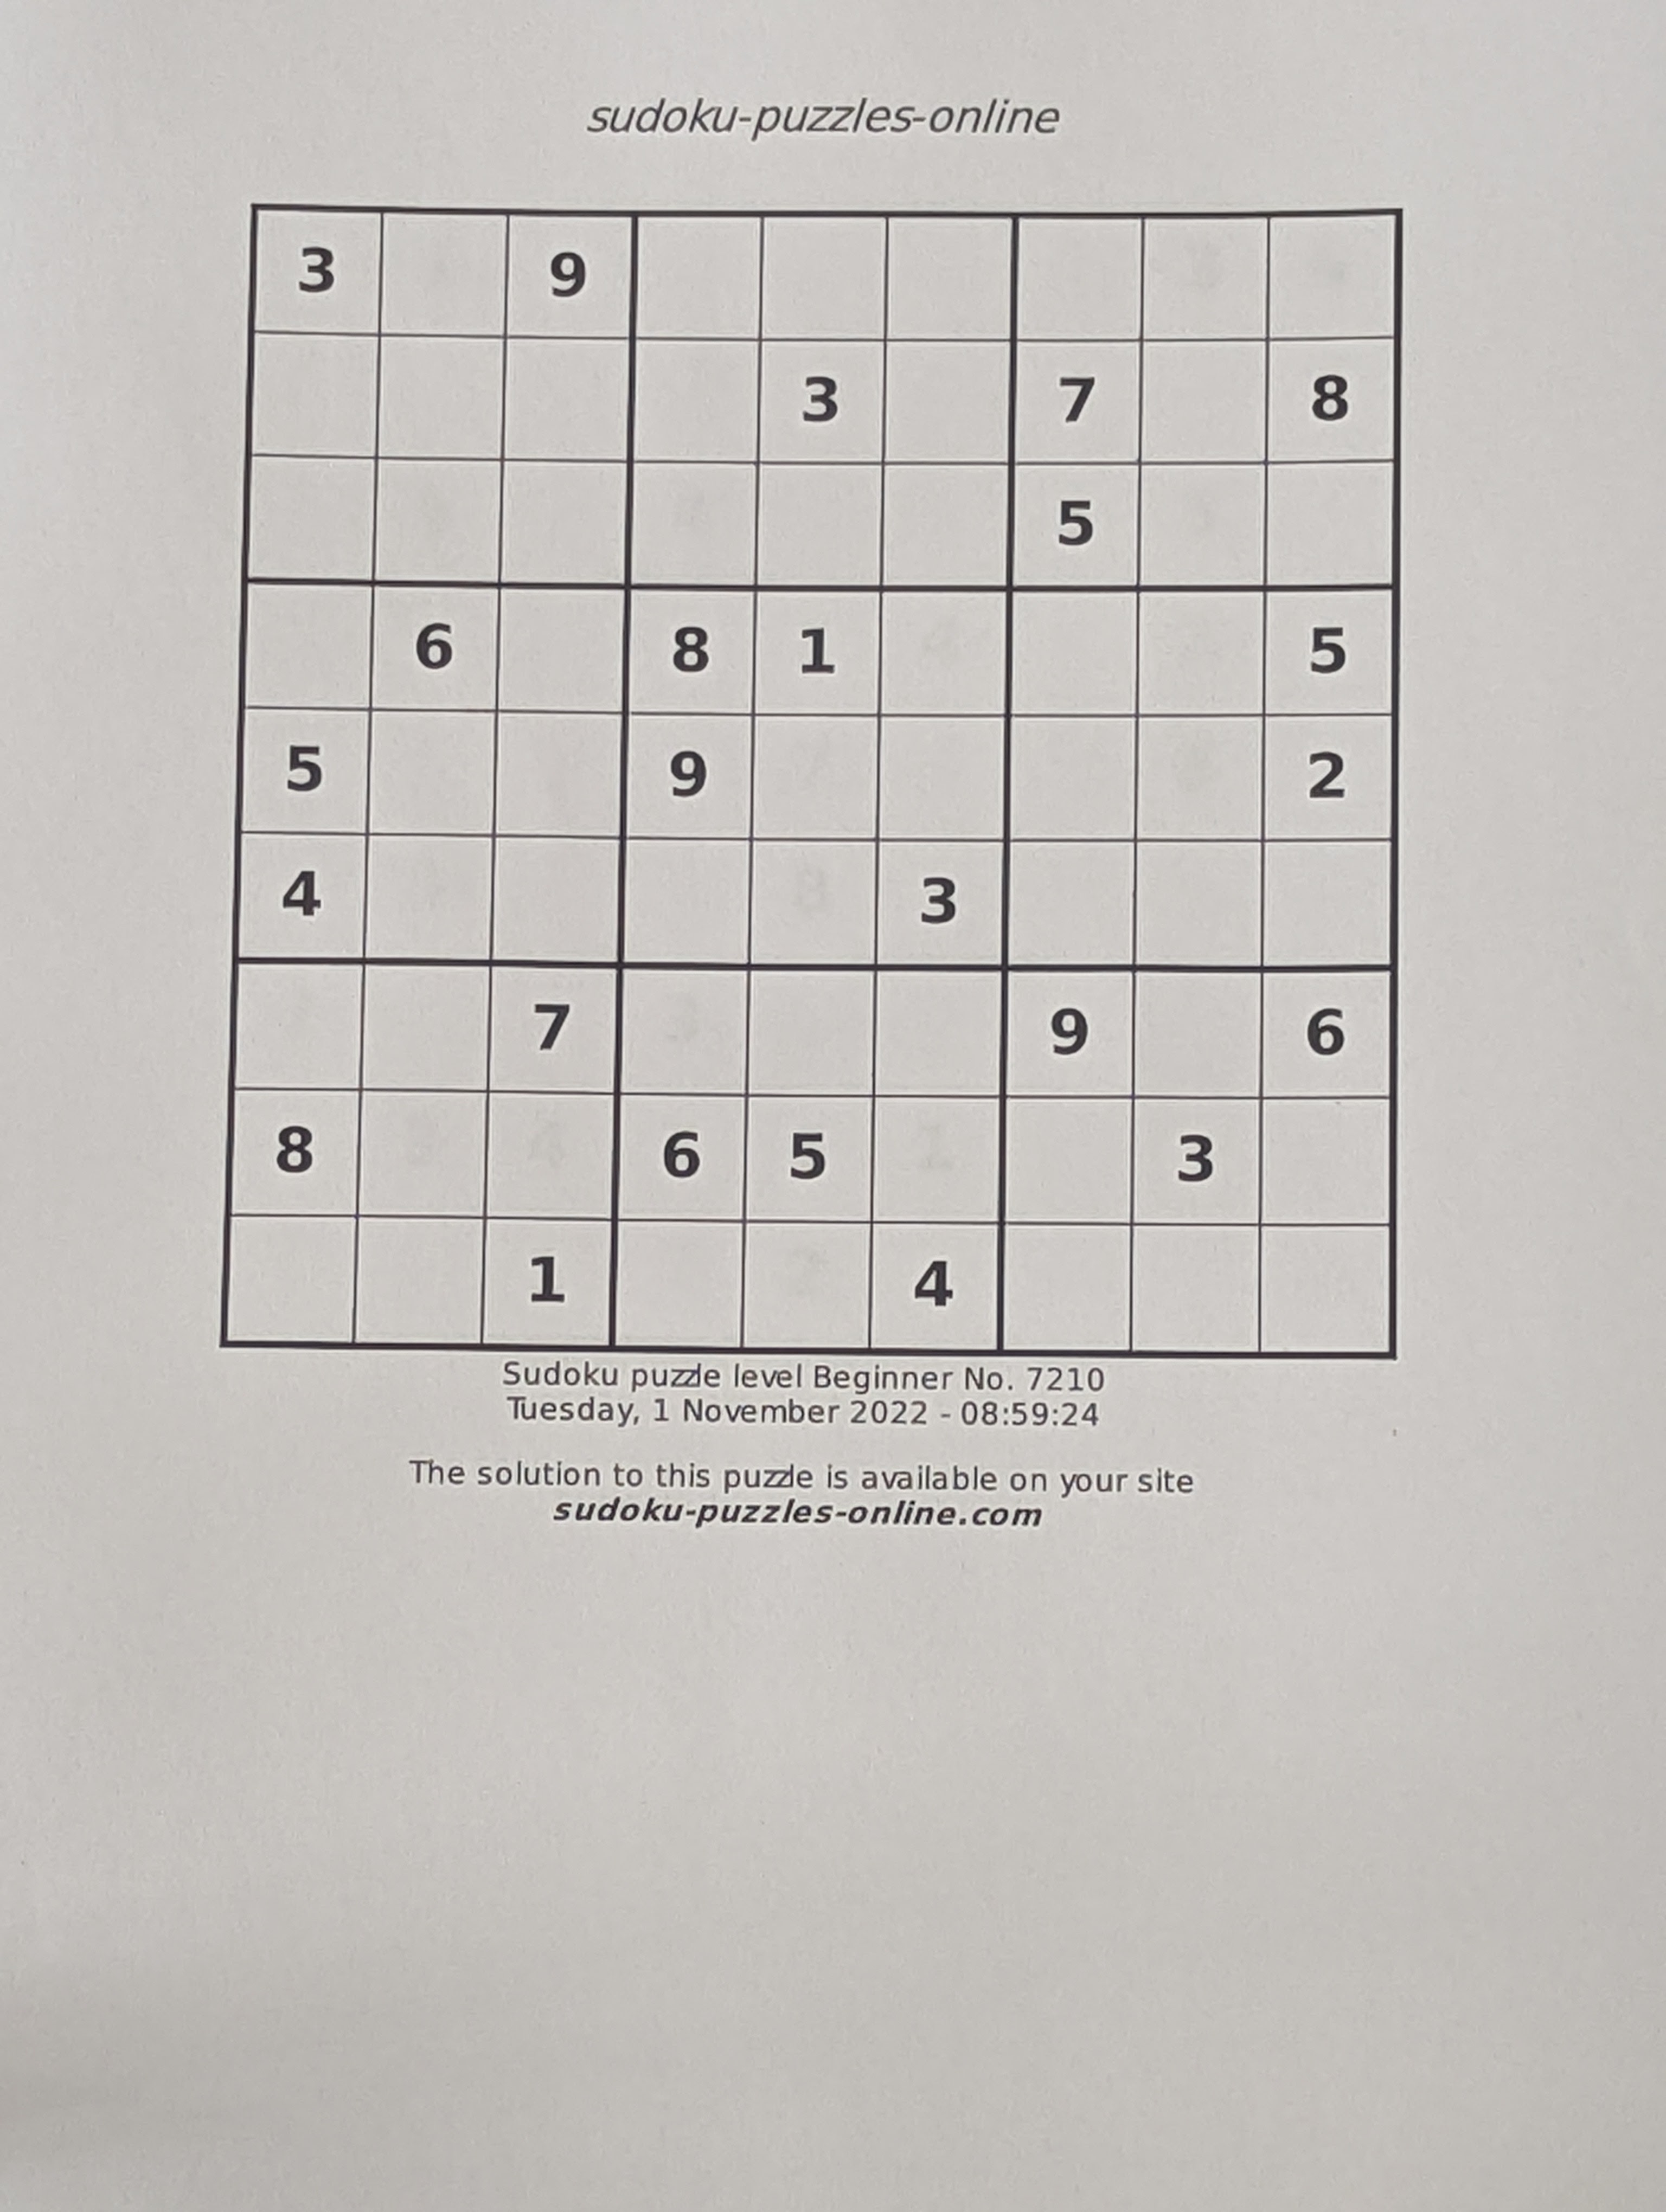 sudoku-puzzles-online
3 9
3 7 8
5
6 8 1 5
5 9 2
4 3
7 9 6
8 6 5 3
1 4
Sudoku puzzle level Beginner No. 7210
Tuesday, 1 November 2022 - 08:59:24
The solution to this puzzle is available on your site
sudoku-puzzles-online.com